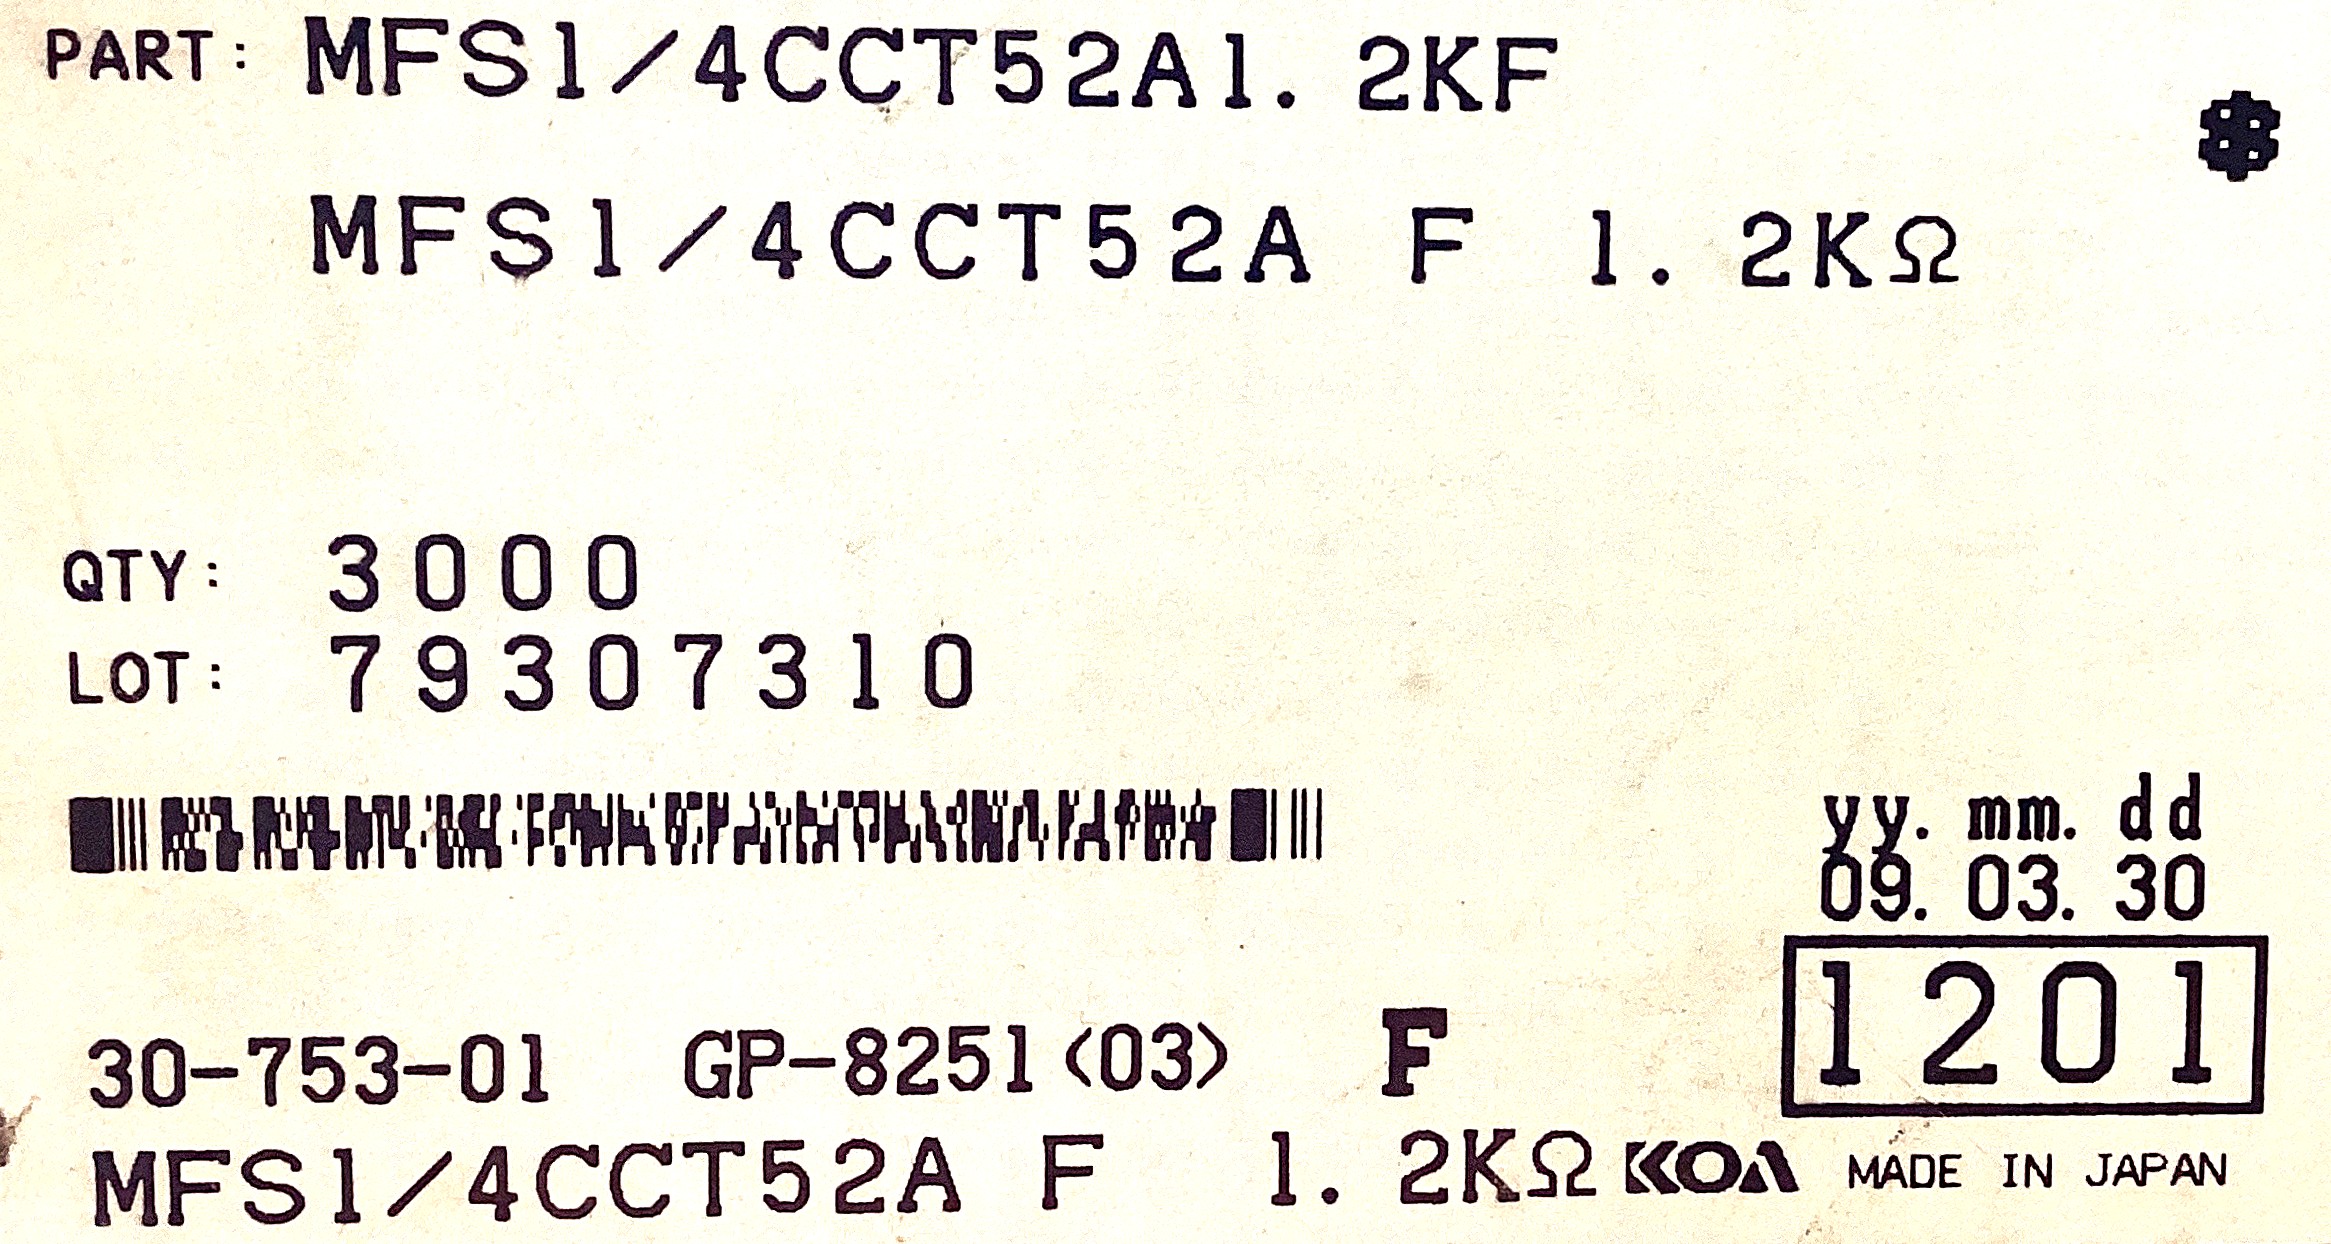 PART: MFS1/4CCT52A1. 2KF
*
MFS1/4CCT52A F 1. 2KΩ
QTY: 3000
LOT: 79307310
yy. mm. dd
09. 03. 30
1201
30-753-01 GP-8251<03> F
MFS1/4CCT52A F 1. 2KΩ KOA MADE IN JAPAN